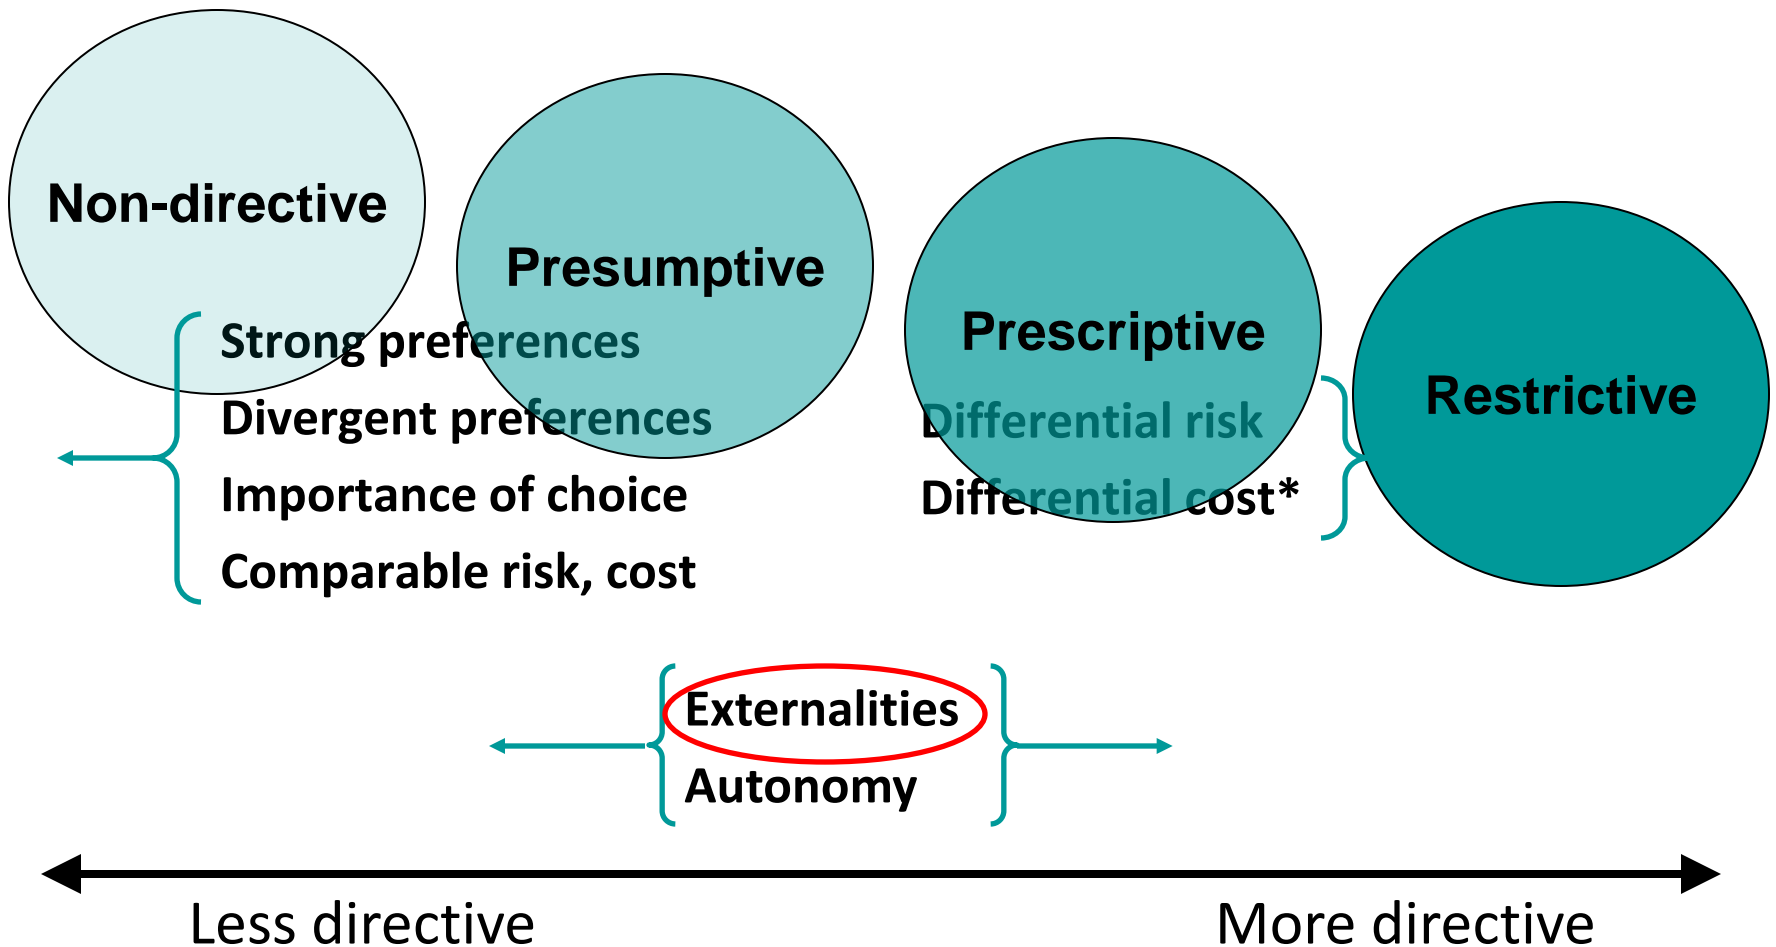 Non-directive
Presumptive
Prescriptive
Restrictive
Strong preferences
Divergent preferences
Importance of choice
Comparable risk, cost
Differential risk
Differential cost*
Externalities
Autonomy
Less directive
More directive